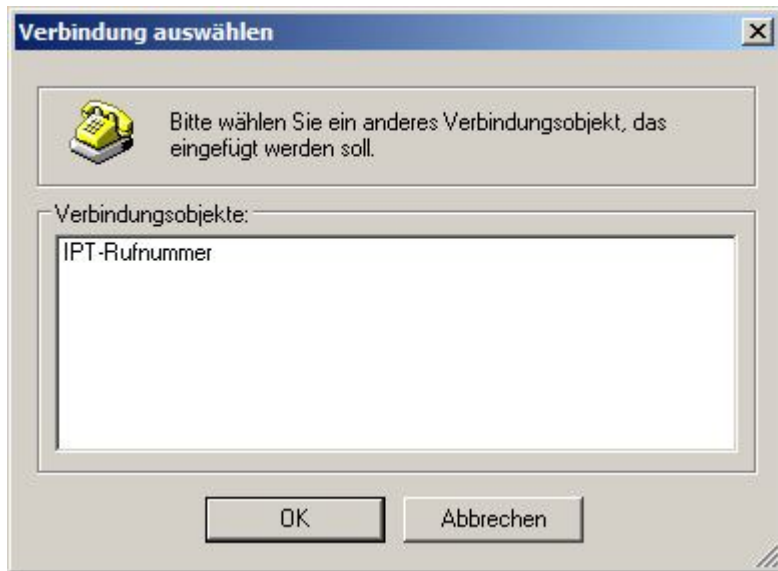 Verbindung auswählen
Bitte wählen Sie ein anderes Verbindungsobjekt, das
eingefügt werden soll.
Verbindungsobjekte:
IPT-Rufnummer
OK
Abbrechen